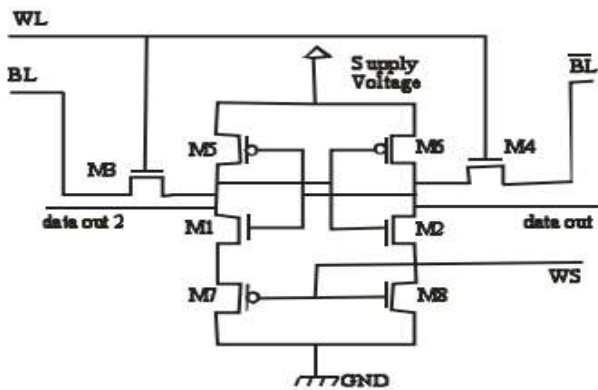 WL
BL
Supply
Voltage
B̅L̅
M5
M6
M4
M3
data out 2
M1
M2
data out
WS
M7
M8
GND